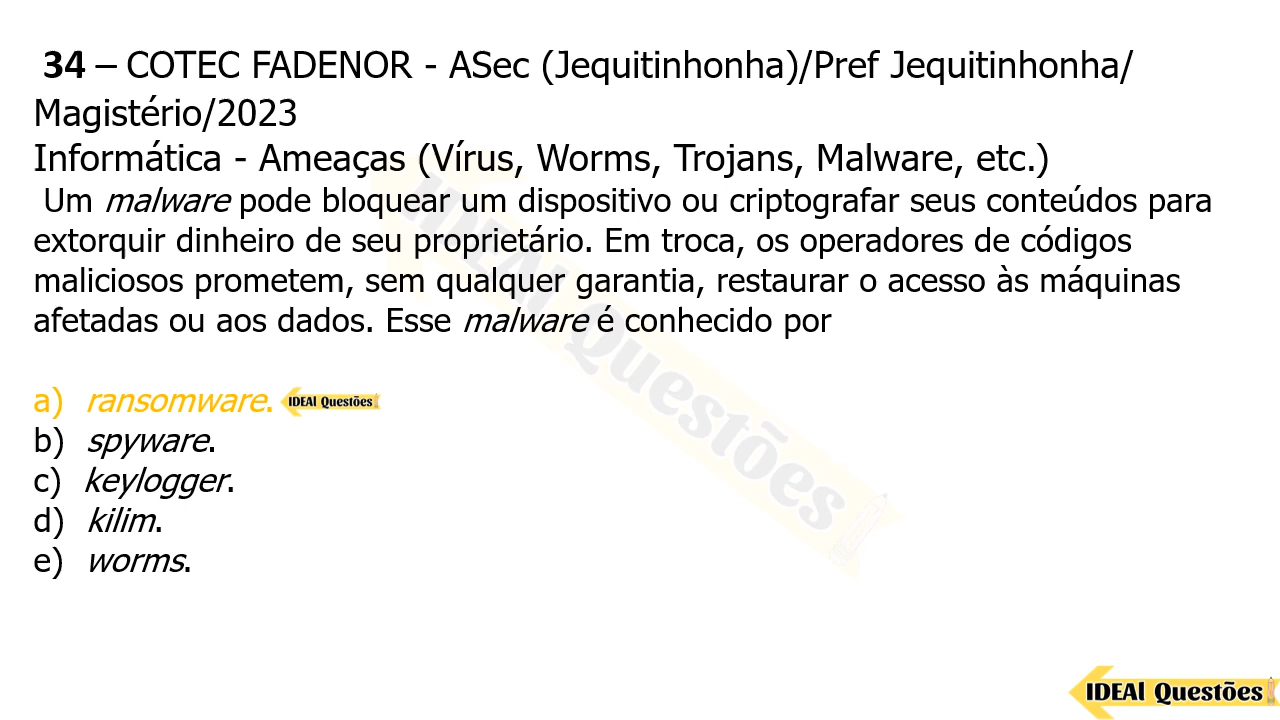 34 – COTEC FADENOR - ASec (Jequitinhonha)/Pref Jequitinhonha/
Magistério/2023
Informática - Ameaças (Vírus, Worms, Trojans, Malware, etc.)
Um malware pode bloquear um dispositivo ou criptografar seus conteúdos para
extorquir dinheiro de seu proprietário. Em troca, os operadores de códigos
maliciosos prometem, sem qualquer garantia, restaurar o acesso às máquinas
afetadas ou aos dados. Esse malware é conhecido por
IDEAl Questões
a) ransomware. IDEAl Questões
b) spyware.
c) keylogger.
d) kilim.
e) worms.
IDEAl Questões